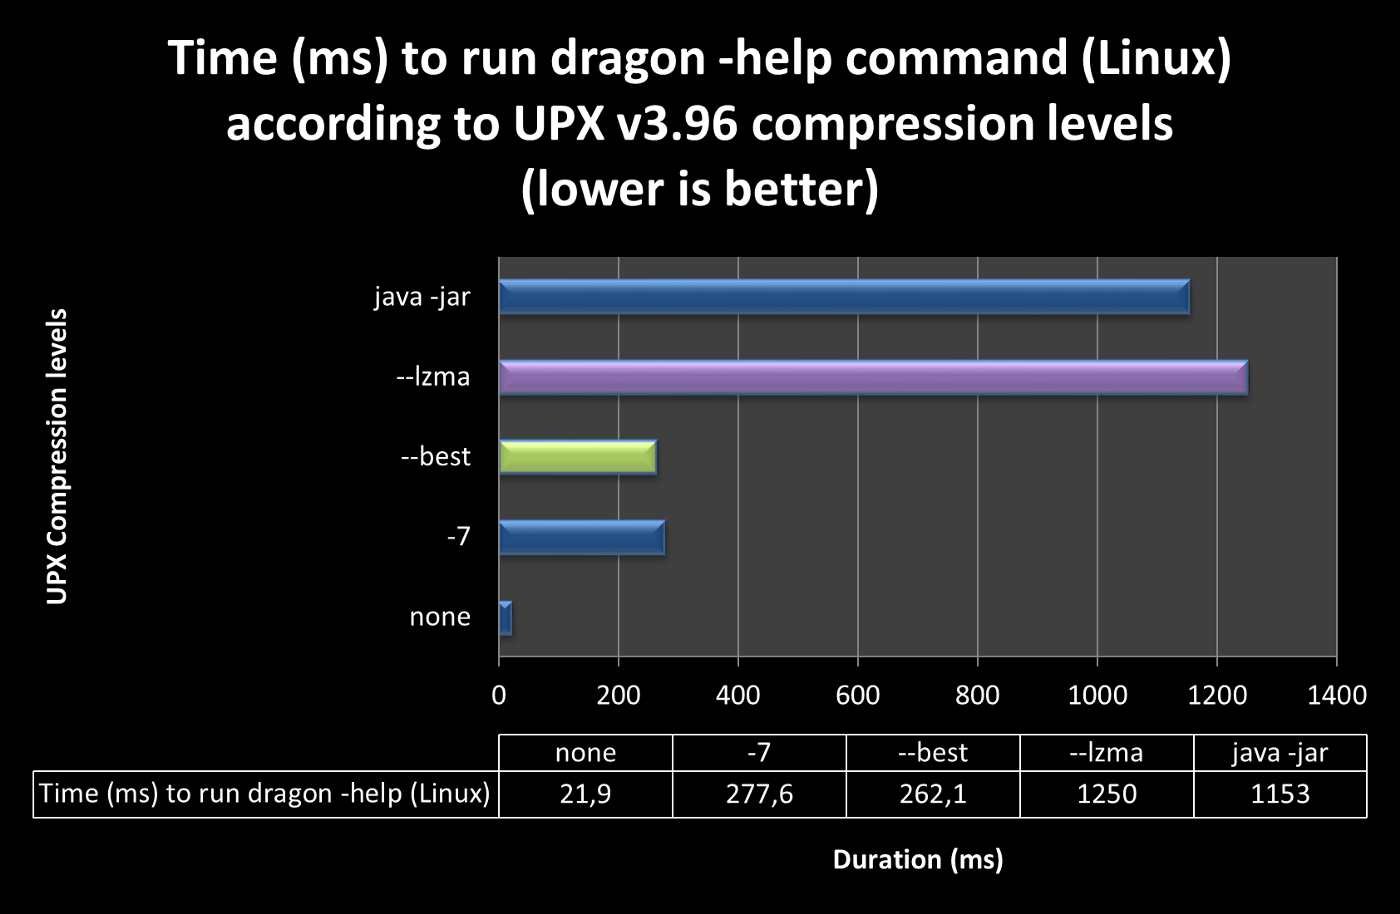 Time (ms) to run dragon -help command (Linux)
according to UPX v3.96 compression levels
(lower is better)
UPX Compression levels
java -jar
--lzma
--best
-7
none
0 200 400 600 800 1000 1200 1400
none -7 --best --lzma java -jar
Time (ms) to run dragon -help (Linux) 21,9 277,6 262,1 1250 1153
Duration (ms)